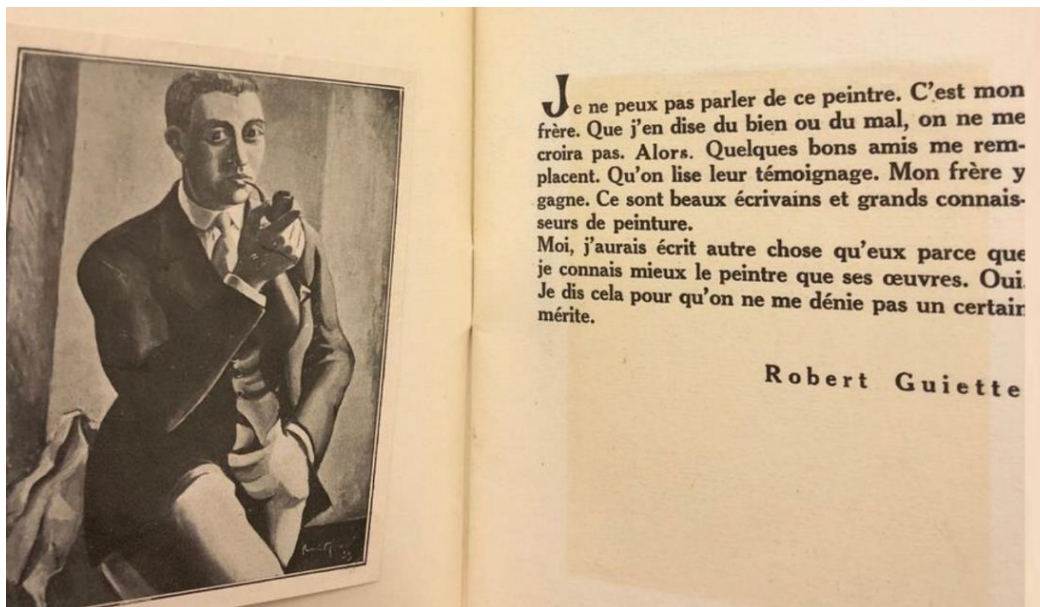 Je ne peux pas parler de ce peintre. C'est mon
frère. Que j'en dise du bien ou du mal, on ne me
croira pas. Alors. Quelques bons amis me rem-
placent. Qu'on lise leur témoignage. Mon frère y
gagne. Ce sont beaux écrivains et grands connais-
seurs de peinture.
Moi, j'aurais écrit autre chose qu'eux parce que
je connais mieux le peintre que ses œuvres. Oui.
Je dis cela pour qu'on ne me dénie pas un certain
mérite.
Robert Guiette